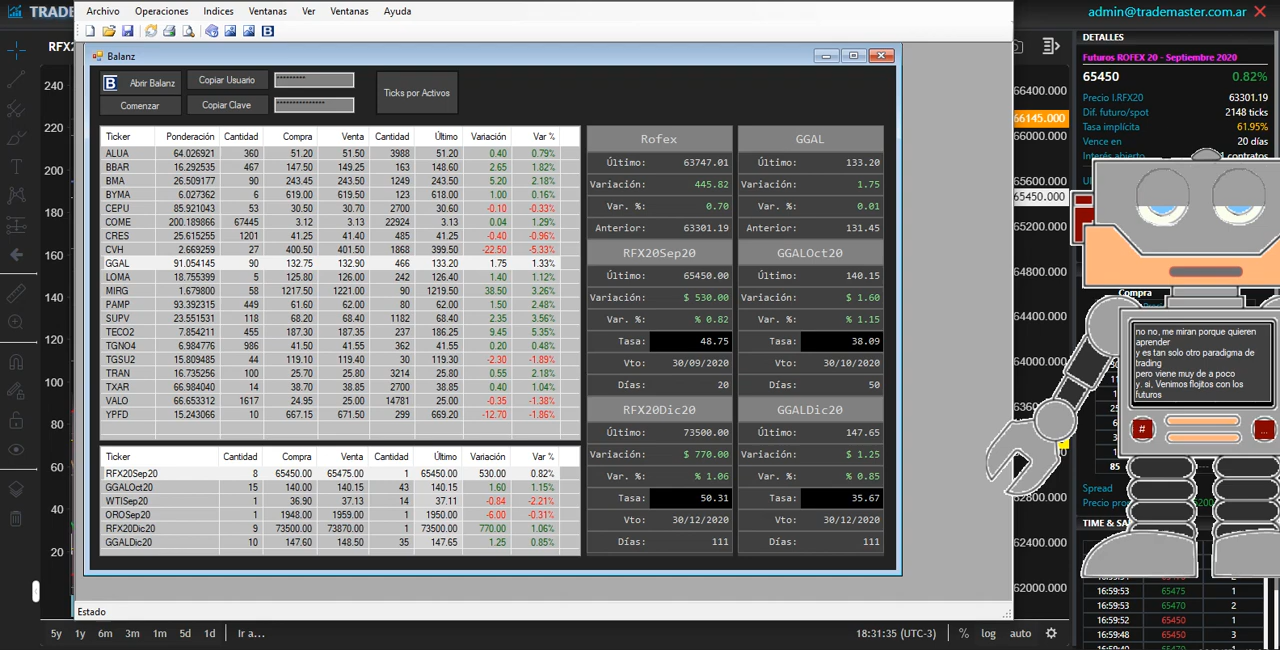 TRADE
Archivo Operaciones Indices Ventanas Ver Ventanas Ayuda
admin@trademaster.com.ar
Balanz
B Abrir Balanz Copiar Usuario *********
Comenzar Copiar Clave ***************
Ticks por Activos
Ticker Ponderación Cantidad Compra Venta Cantidad Último Variación Var %
ALUA 64.026921 360 51.20 51.50 3988 51.20 0.40 0.79%
BBAR 16.292535 467 147.50 149.25 163 148.60 2.65 1.82%
BMA 26.509177 90 243.45 243.50 1249 243.50 5.20 2.18%
BYMA 6.027362 6 619.00 619.50 123 618.00 1.00 0.16%
CEPU 85.921043 53 30.50 30.70 2700 30.60 -0.10 -0.33%
COME 200.189866 67445 3.12 3.13 22924 3.13 0.04 1.29%
CRES 25.615265 1201 41.25 41.40 485 41.25 -0.40 -0.96%
CVH 2.669259 27 400.50 401.50 1868 399.50 -22.50 -5.33%
GGAL 91.054145 90 132.75 132.90 466 133.20 1.75 1.33%
LOMA 18.755399 5 125.80 126.00 242 126.40 1.40 1.12%
MIRG 1.679800 58 1217.50 1221.00 90 1219.50 38.50 3.26%
PAMP 93.392315 449 61.60 62.00 80 62.00 1.50 2.48%
SUPV 23.551531 118 68.20 68.40 1182 68.25 2.35 3.56%
TECO2 7.854211 455 187.30 187.35 237 186.25 9.45 5.35%
TGNO4 6.984776 986 41.50 41.55 362 41.55 0.20 0.48%
TGSU2 15.809485 44 119.10 119.40 30 119.30 -2.30 -1.89%
TRAN 16.735256 100 25.70 25.80 3214 25.80 0.55 2.18%
TXAR 66.984040 14 38.70 38.85 2700 38.85 0.40 1.04%
VALO 66.653312 1617 24.95 25.00 14781 25.00 -0.35 -1.38%
YPFD 15.243066 10 667.15 671.50 299 669.20 -12.70 -1.86%
Ticker Cantidad Compra Venta Cantidad Último Variación Var %
RFX20Sep20 8 65450.00 65475.00 1 65450.00 530.00 0.82%
GGALOct20 15 140.00 140.15 43 140.15 1.60 1.15%
WTISep20 1 36.90 37.13 14 37.11 -0.84 -2.21%
OROSep20 1 1948.00 1959.00 1 1950.00 -6.00 -0.31%
RFX20Dic20 9 73500.00 73870.00 1 73500.00 770.00 1.06%
GGALDic20 10 147.60 148.50 35 147.65 1.25 0.85%
Rofex
Último: 63747.01
Variación: 445.82
Var. %: 0.70
Anterior: 63301.19
RFX20Sep20
Último: 65450.00
Variación: $ 530.00
Var. %: % 0.82
Tasa: 48.75
Vto: 30/09/2020
Días: 20
RFX20Dic20
Último: 73500.00
Variación: $ 770.00
Var. %: % 1.06
Tasa: 50.31
Vto: 30/12/2020
Días: 111
GGAL
Último: 133.20
Variación: 1.75
Var. %: 0.01
Anterior: 131.45
GGALOct20
Último: 140.15
Variación: $ 1.60
Var. %: % 1.15
Tasa: 38.09
Vto: 30/10/2020
Días: 50
GGALDic20
Último: 147.65
Variación: $ 1.25
Var. %: % 0.85
Tasa: 35.67
Vto: 30/12/2020
Días: 111
Estado
240
220
200
180
160
140
120
100
80
60
40
20
66400.000
66145.000
66000.000
65600.000
65450.000
65200.000
64800.000
64400.000
64000.000
62800.000
62400.000
62000.000
DETALLES
Futuros ROFEX 20 - Septiembre 2020
65450 0.82%
Precio I.RFX20 63301.19
Dif. futuro/spot 2148 ticks
Tasa implícita 61.95%
Vence en 20 días
Interés abierto contratos
Compra
no no, me miran porque quieren
aprender
y es tan solo otro paradigma de
trading
pero viene muy de a poco
y. si, Venimos flojitos con los
futuros
# ...
85
Spread
TIME & SA
16:59:53 65475 1
16:59:53 65470 2
16:59:52 65450 1
16:59:48 65450 3
5y 1y 6m 3m 1m 5d 1d Ir a... 18:31:35 (UTC-3) % log auto